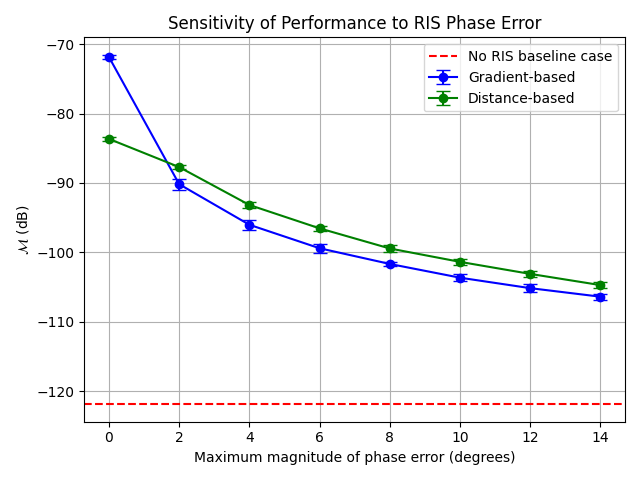 Sensitivity of Performance to RIS Phase Error
−70
−80
−90
−100
−110
−120
ℳ (dB)
No RIS baseline case
Gradient-based
Distance-based
0 2 4 6 8 10 12 14
Maximum magnitude of phase error (degrees)